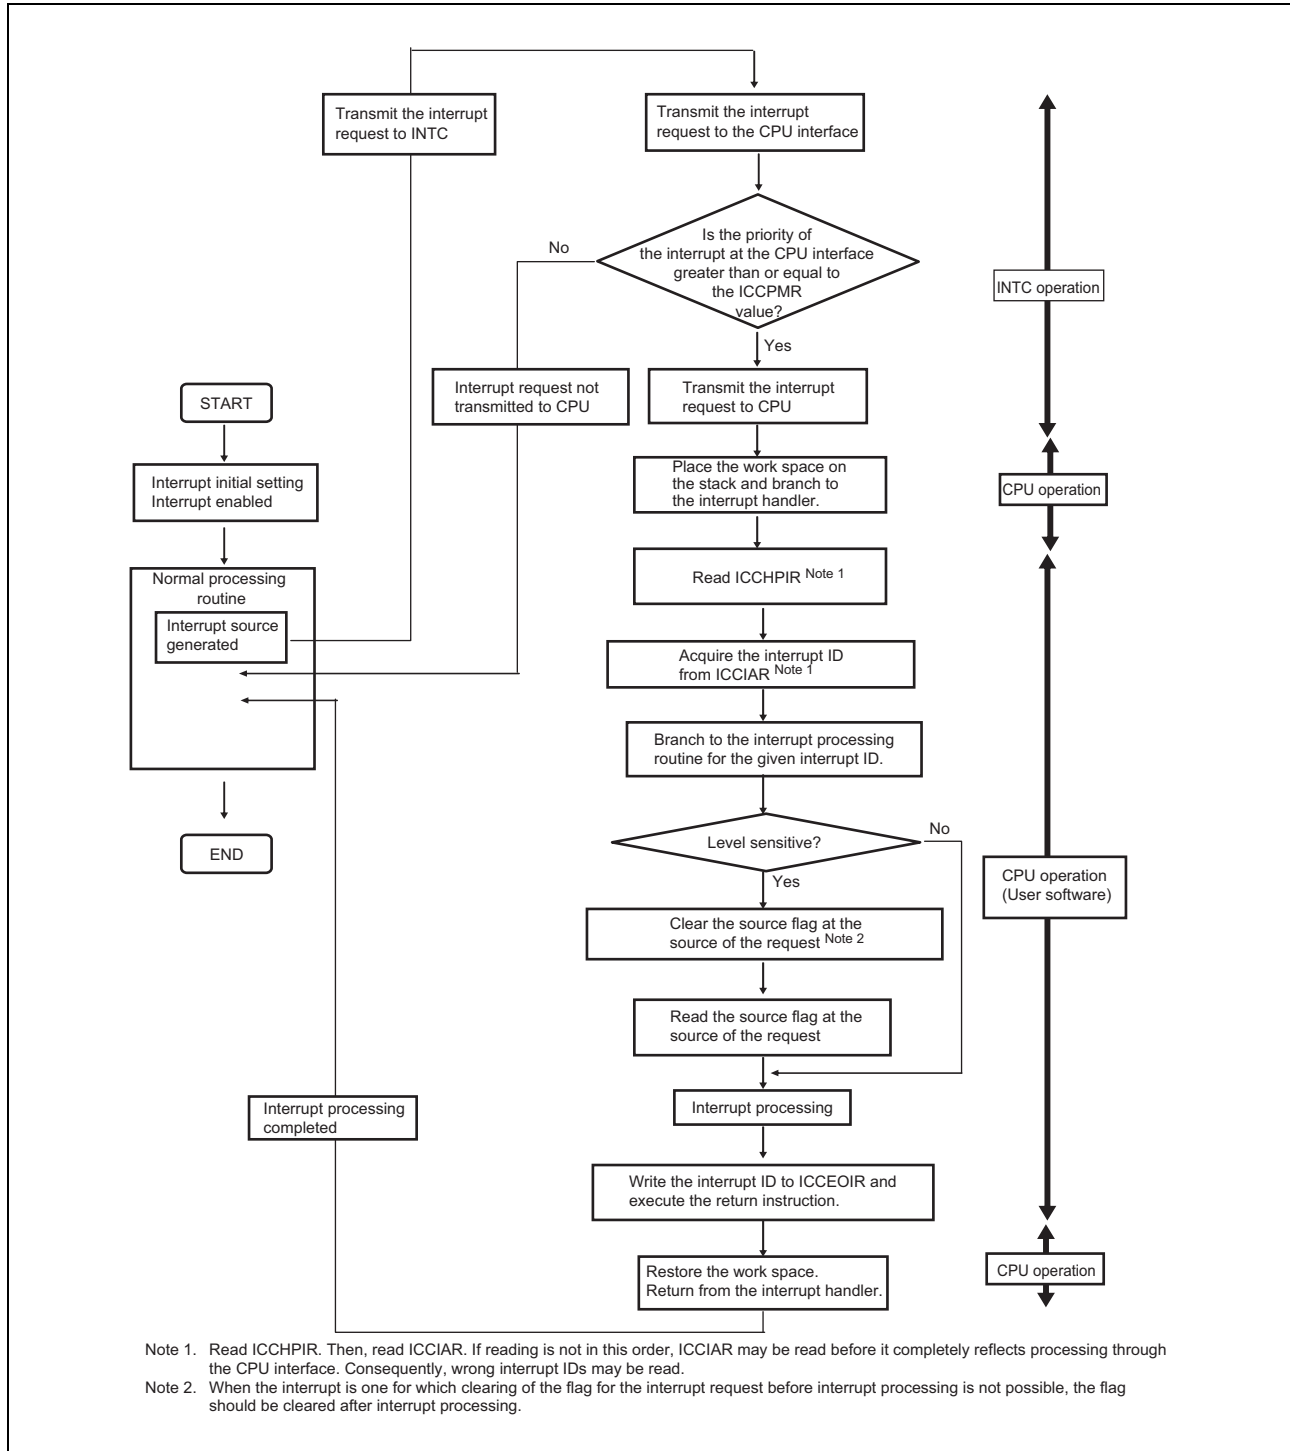 Transmit the interrupt
request to INTC
Transmit the interrupt
request to the CPU interface
Is the priority of
the interrupt at the CPU interface
greater than or equal to
the ICCPMR
value?
No
Yes
INTC operation
Interrupt request not
transmitted to CPU
Transmit the interrupt
request to CPU
START
Interrupt initial setting
Interrupt enabled
Place the work space on
the stack and branch to
the interrupt handler.
CPU operation
Normal processing
routine
Interrupt source
generated
Read ICCHPIR Note 1
Acquire the interrupt ID
from ICCIAR Note 1
Branch to the interrupt processing
routine for the given interrupt ID.
END
Level sensitive?
No
Yes
CPU operation
(User software)
Clear the source flag at the
source of the request Note 2
Read the source flag at the
source of the request
Interrupt processing
completed
Interrupt processing
Write the interrupt ID to ICCEOIR and
execute the return instruction.
Restore the work space.
Return from the interrupt handler.
CPU operation
Note 1. Read ICCHPIR. Then, read ICCIAR. If reading is not in this order, ICCIAR may be read before it completely reflects processing through
the CPU interface. Consequently, wrong interrupt IDs may be read.
Note 2. When the interrupt is one for which clearing of the flag for the interrupt request before interrupt processing is not possible, the flag
should be cleared after interrupt processing.